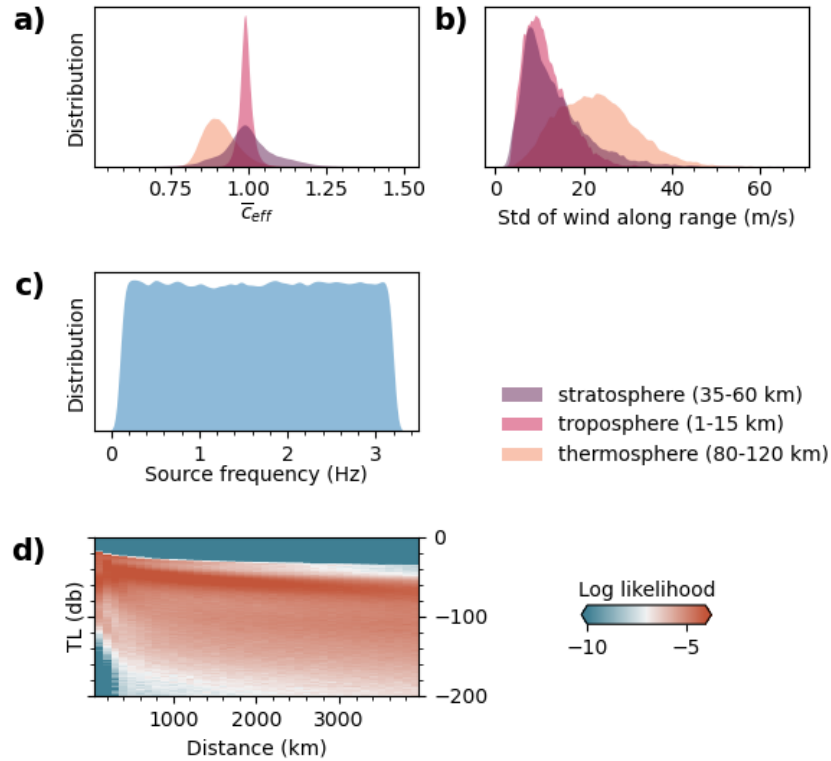 a)
Distribution
0.75 1.00 1.25 1.50
c̅eff
b)
0 20 40 60
Std of wind along range (m/s)
c)
Distribution
0 1 2 3
Source frequency (Hz)
stratosphere (35-60 km)
troposphere (1-15 km)
thermosphere (80-120 km)
d)
TL (db)
0
−100
−200
1000 2000 3000
Distance (km)
Log likelihood
−10 −5